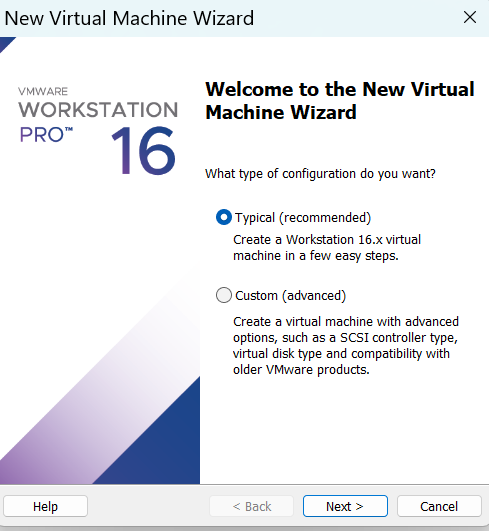 New Virtual Machine Wizard
VMWARE
WORKSTATION
PRO™ 16
Welcome to the New Virtual
Machine Wizard
What type of configuration do you want?
Typical (recommended)
Create a Workstation 16.x virtual
machine in a few easy steps.
Custom (advanced)
Create a virtual machine with advanced
options, such as a SCSI controller type,
virtual disk type and compatibility with
older VMware products.
Help
< Back
Next >
Cancel